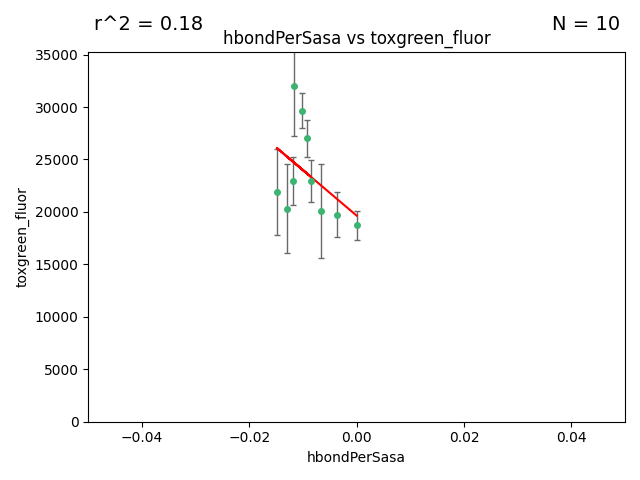 r^2 = 0.18
N = 10
hbondPerSasa vs toxgreen_fluor
35000
30000
25000
20000
15000
10000
5000
0
toxgreen_fluor
−0.04
−0.02
0.00
0.02
0.04
hbondPerSasa